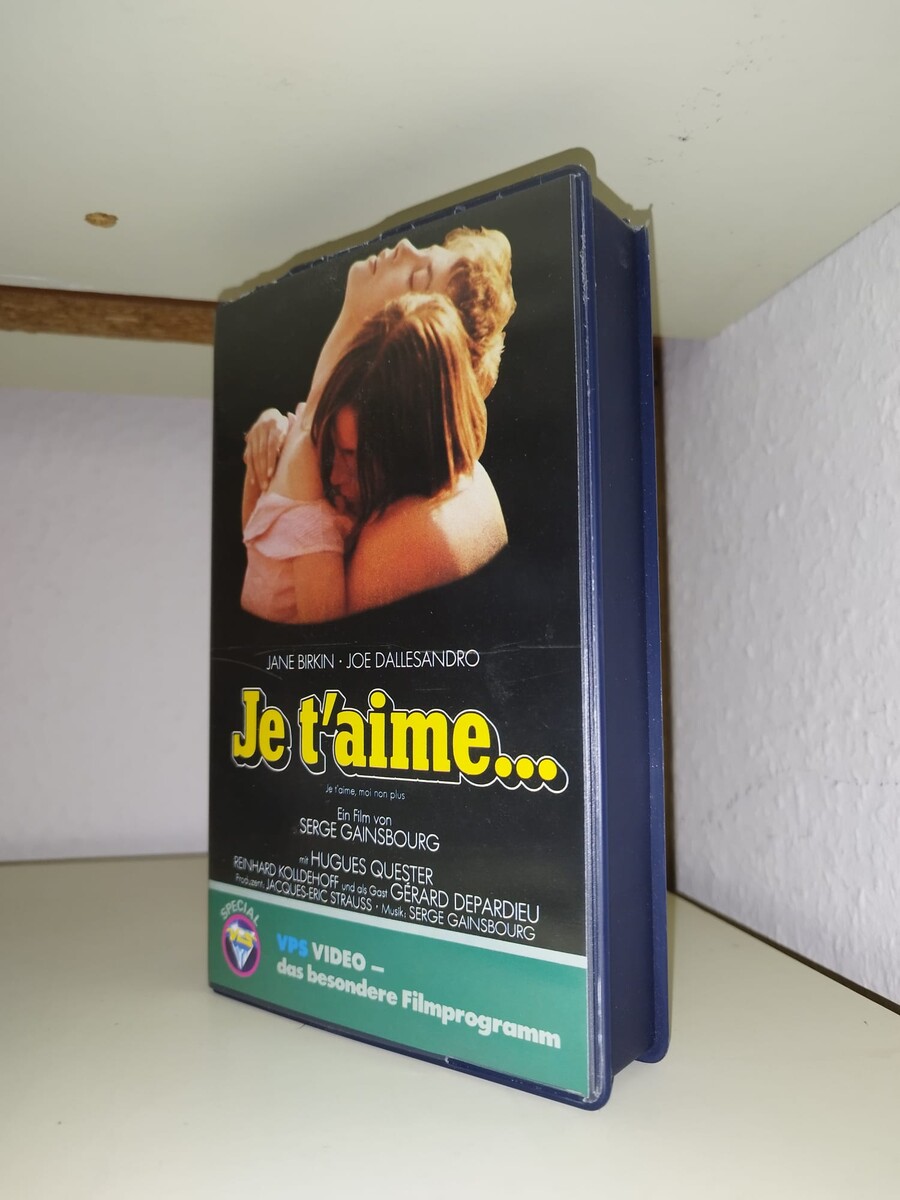 JANE BIRKIN · JOE DALLESANDRO
Je t'aime...
Je t'aime, moi non plus
Ein Film von
SERGE GAINSBOURG
mit HUGUES QUESTER
REINHARD KOLLDEHOFF und als Gast GÉRARD DEPARDIEU
Produzent: JACQUES-ERIC STRAUSS · Musik: SERGE GAINSBOURG
SPECIAL
VPS
VPS VIDEO –
das besondere Filmprogramm